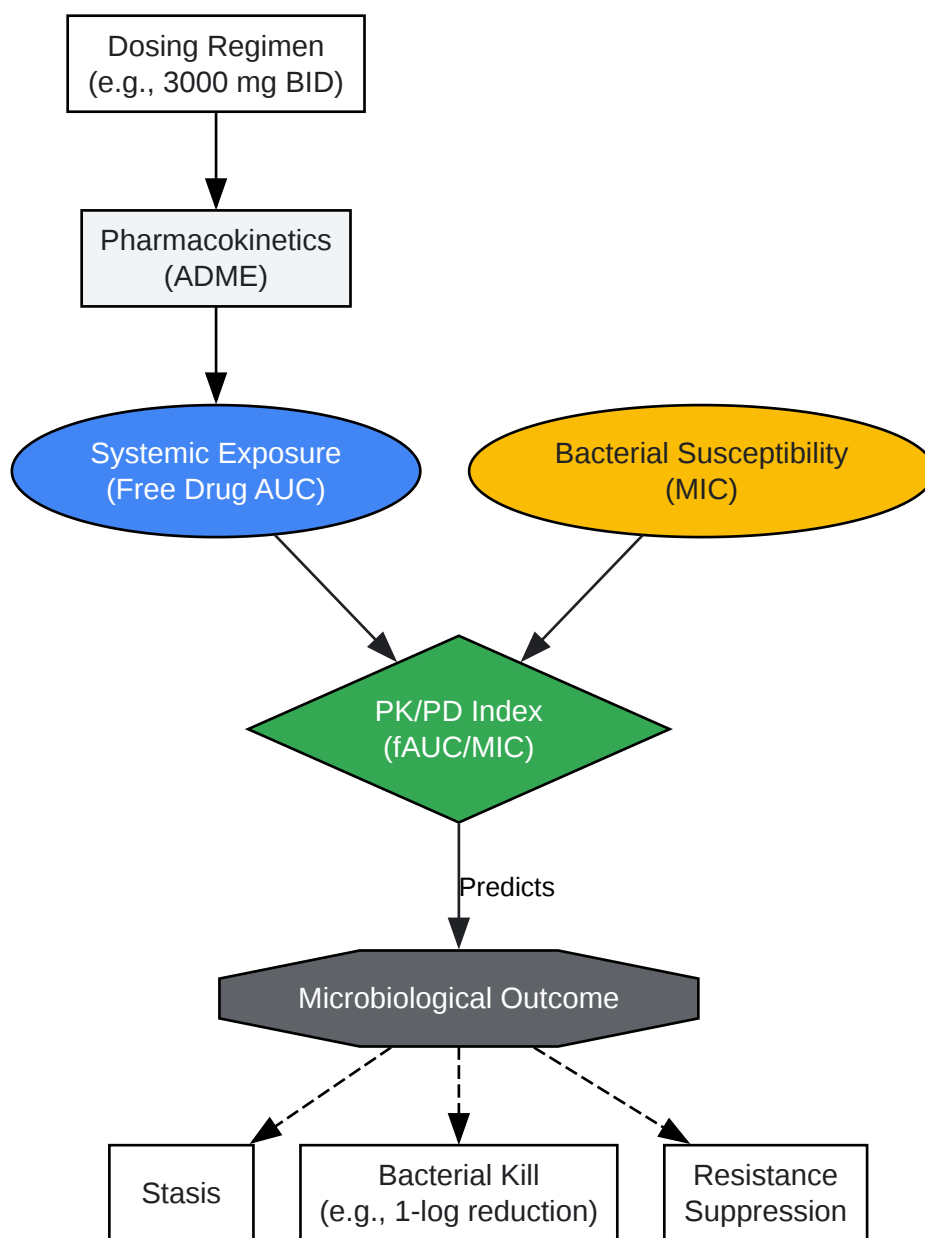 Dosing Regimen
(e.g., 3000 mg BID)
Pharmacokinetics
(ADME)
Systemic Exposure
(Free Drug AUC)
Bacterial Susceptibility
(MIC)
PK/PD Index
(fAUC/MIC)
Predicts
Microbiological Outcome
Stasis
Bacterial Kill
(e.g., 1-log reduction)
Resistance
Suppression